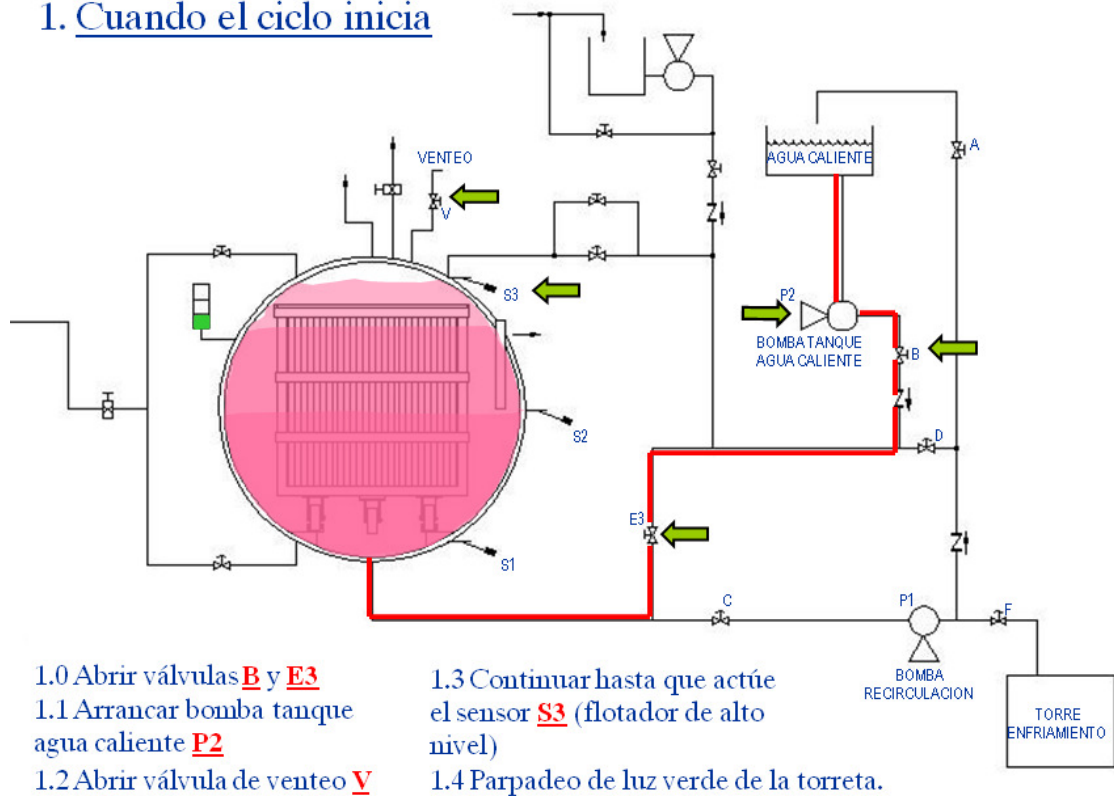 1. Cuando el ciclo inicia
VENTEO
V
S3
AGUA CALIENTE
A
P2
BOMBA TANQUE
AGUA CALIENTE
B
S2
D
E3
S1
C
P1
F
BOMBA
RECIRCULACION
TORRE
ENFRIAMIENTO
1.0 Abrir válvulas B y E3
1.1 Arrancar bomba tanque
agua caliente P2
1.2 Abrir válvula de venteo V
1.3 Continuar hasta que actúe
el sensor S3 (flotador de alto
nivel)
1.4 Parpadeo de luz verde de la torreta.